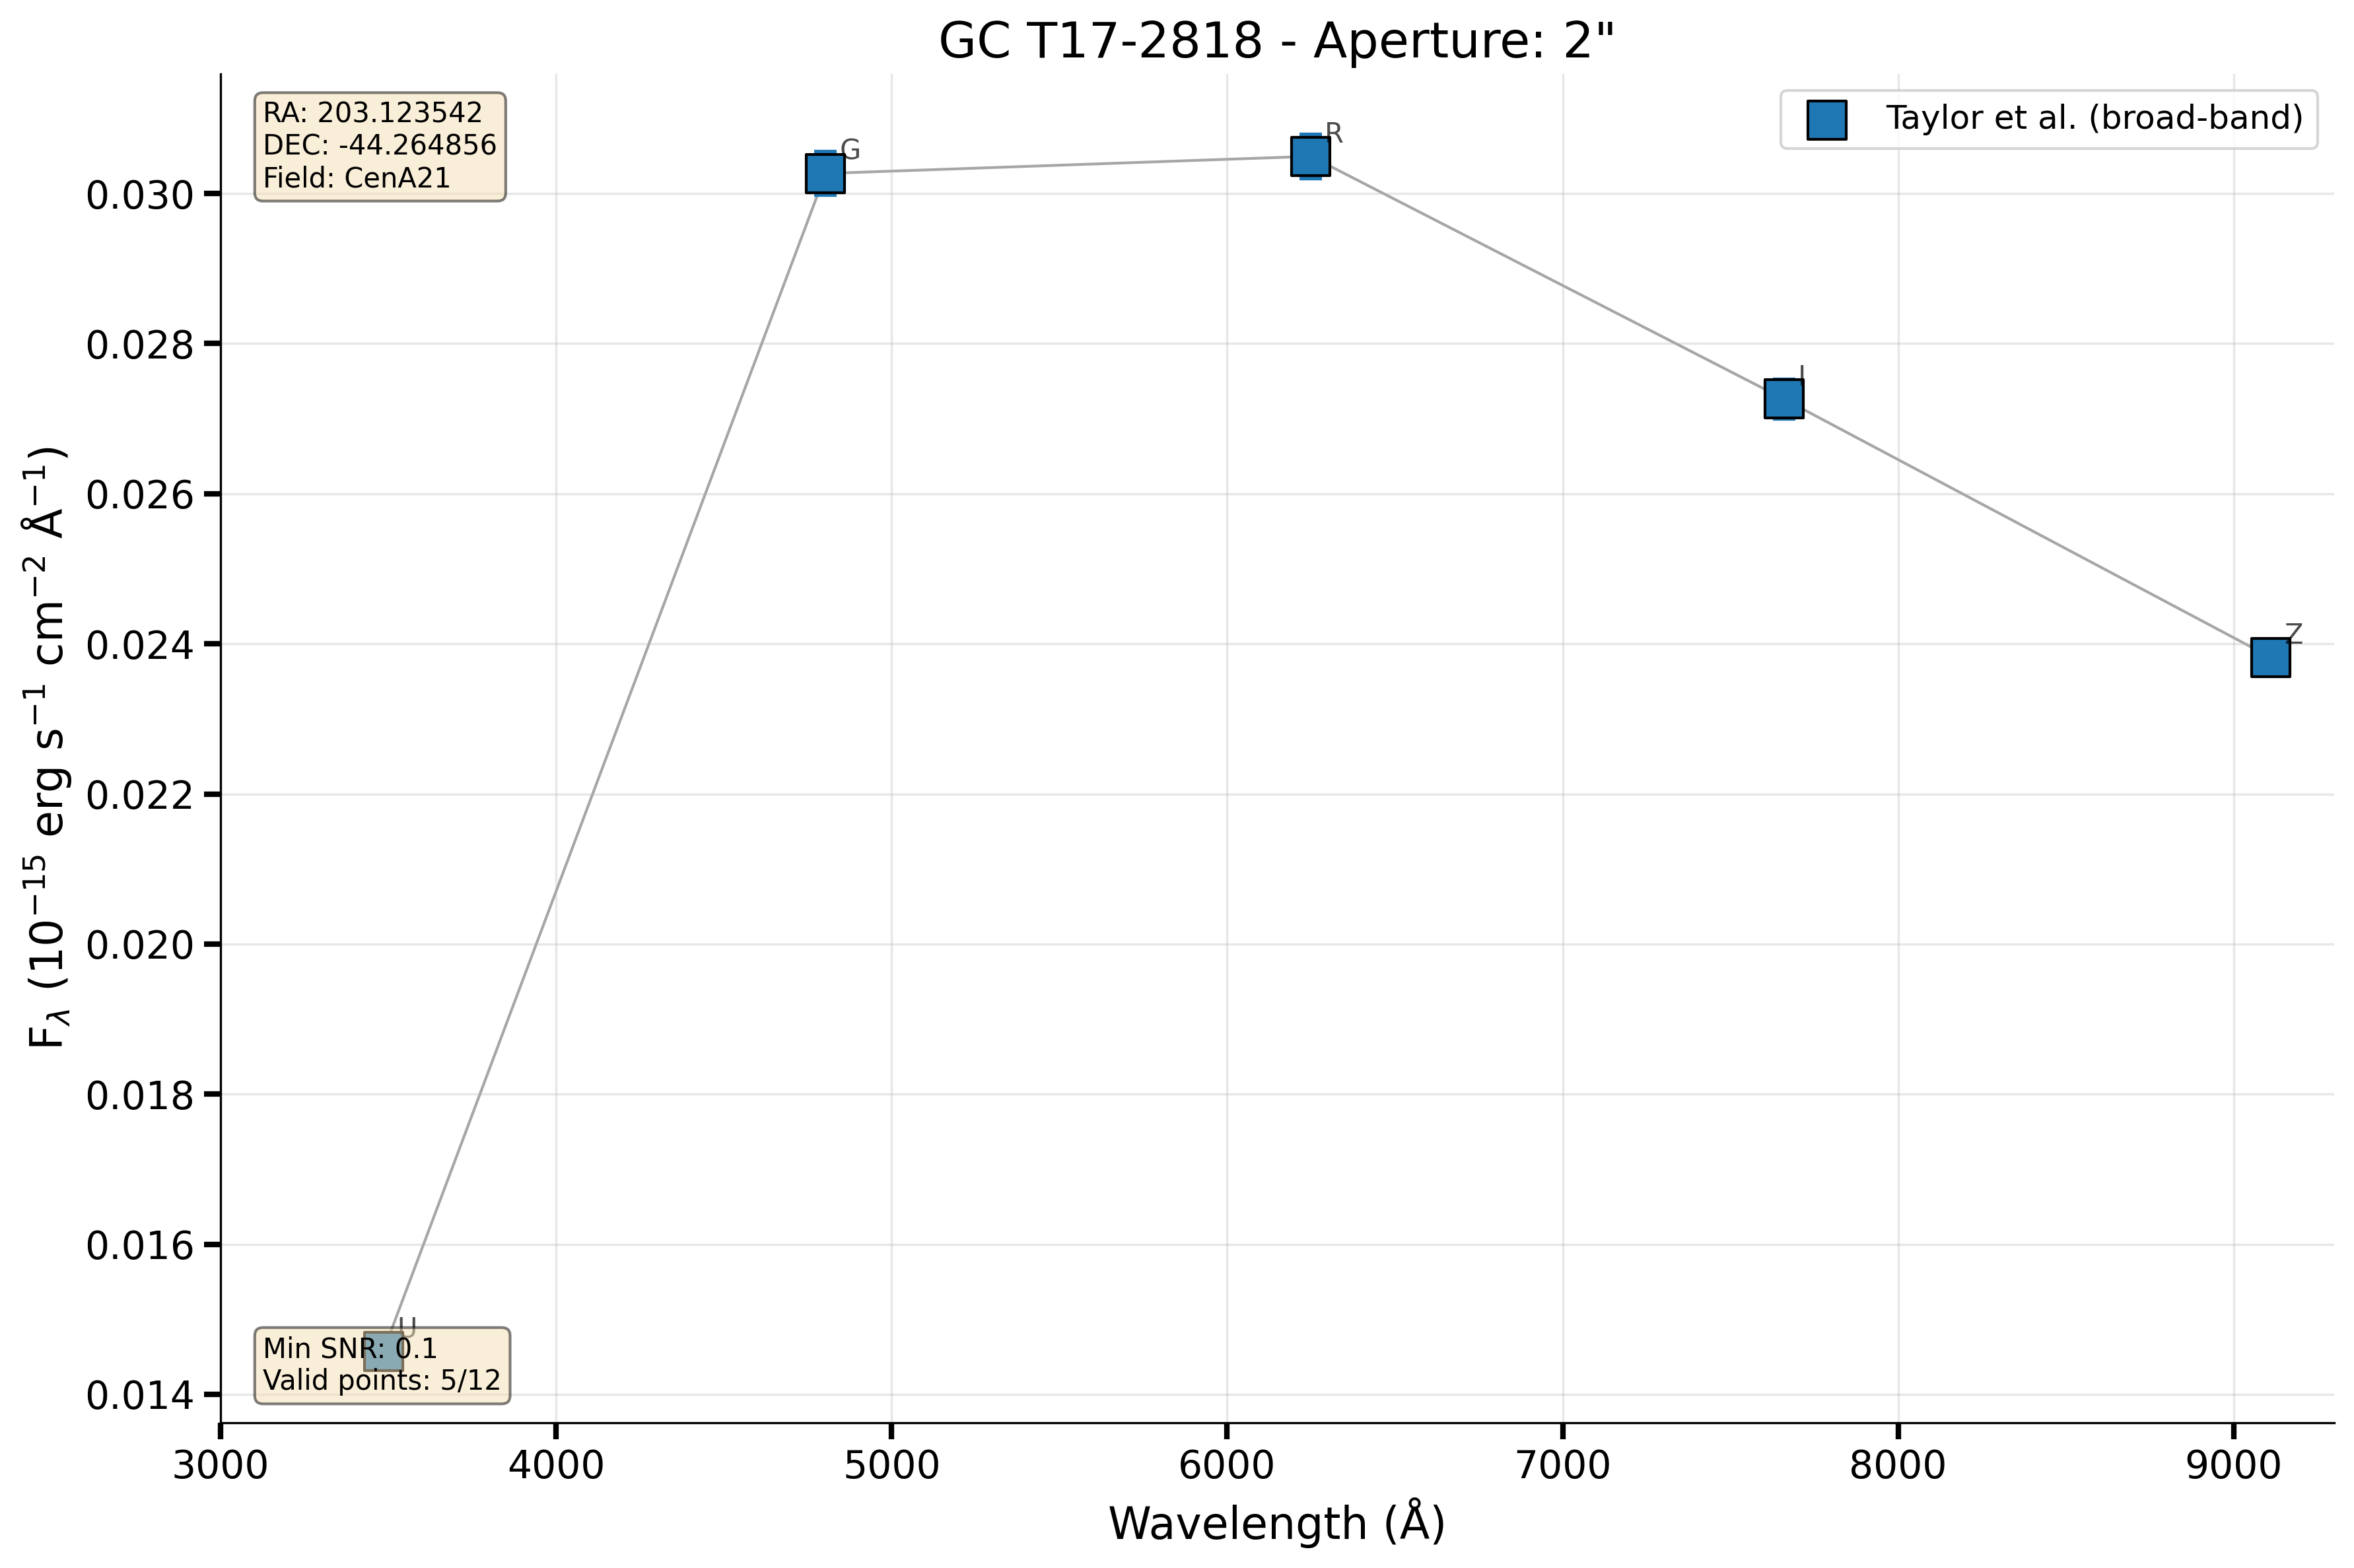 GC T17-2818 - Aperture: 2"
RA: 203.123542
DEC: -44.264856
Field: CenA21
Taylor et al. (broad-band)
G
R
I
Z
U
Min SNR: 0.1
Valid points: 5/12
F_λ (10⁻¹⁵ erg s⁻¹ cm⁻² Å⁻¹)
0.030
0.028
0.026
0.024
0.022
0.020
0.018
0.016
0.014
3000 4000 5000 6000 7000 8000 9000
Wavelength (Å)